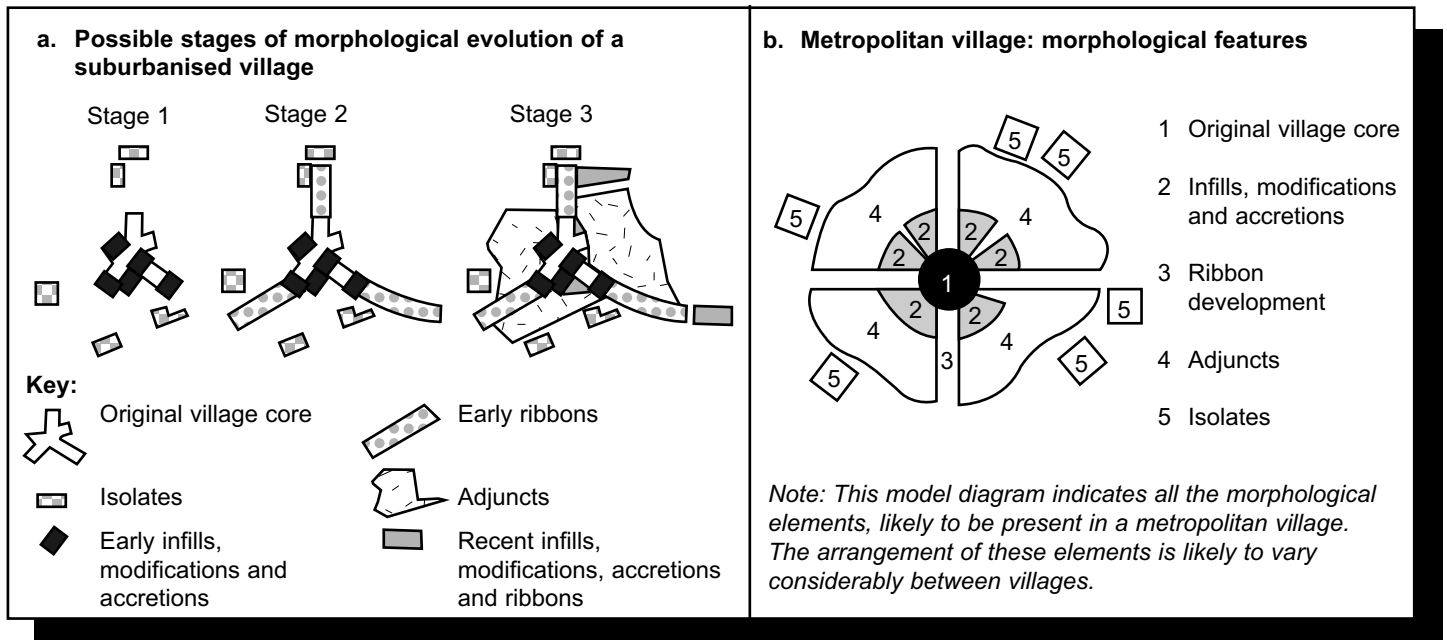 a. Possible stages of morphological evolution of a
suburbanised village
Stage 1
Stage 2
Stage 3
Key:
Original village core
Early ribbons
Isolates
Adjuncts
Early infills,
modifications and
accretions
Recent infills,
modifications, accretions
and ribbons
b. Metropolitan village: morphological features
5
5
5
4
2
2
4
2
2
1
5
2
2
4
3
4
5
5
1 Original village core
2 Infills, modifications
and accretions
3 Ribbon
development
4 Adjuncts
5 Isolates
Note: This model diagram indicates all the morphological
elements, likely to be present in a metropolitan village.
The arrangement of these elements is likely to vary
considerably between villages.